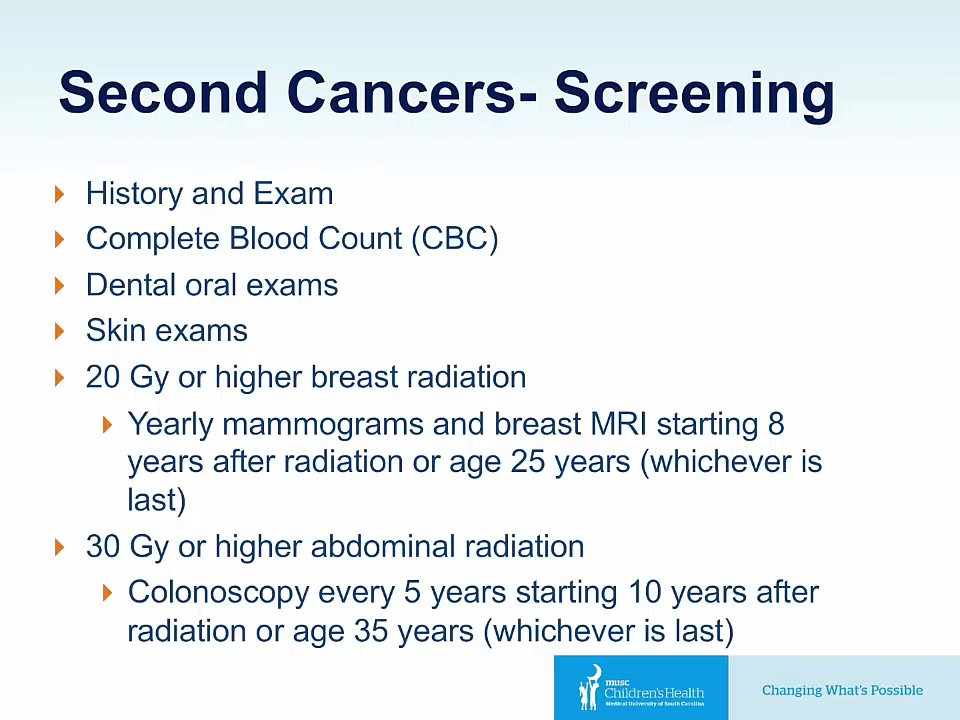 Second Cancers- Screening
History and Exam
Complete Blood Count (CBC)
Dental oral exams
Skin exams
20 Gy or higher breast radiation
Yearly mammograms and breast MRI starting 8
years after radiation or age 25 years (whichever is
last)
30 Gy or higher abdominal radiation
Colonoscopy every 5 years starting 10 years after
radiation or age 35 years (whichever is last)
musc
Children's Health
Medical University of South Carolina
Changing What's Possible